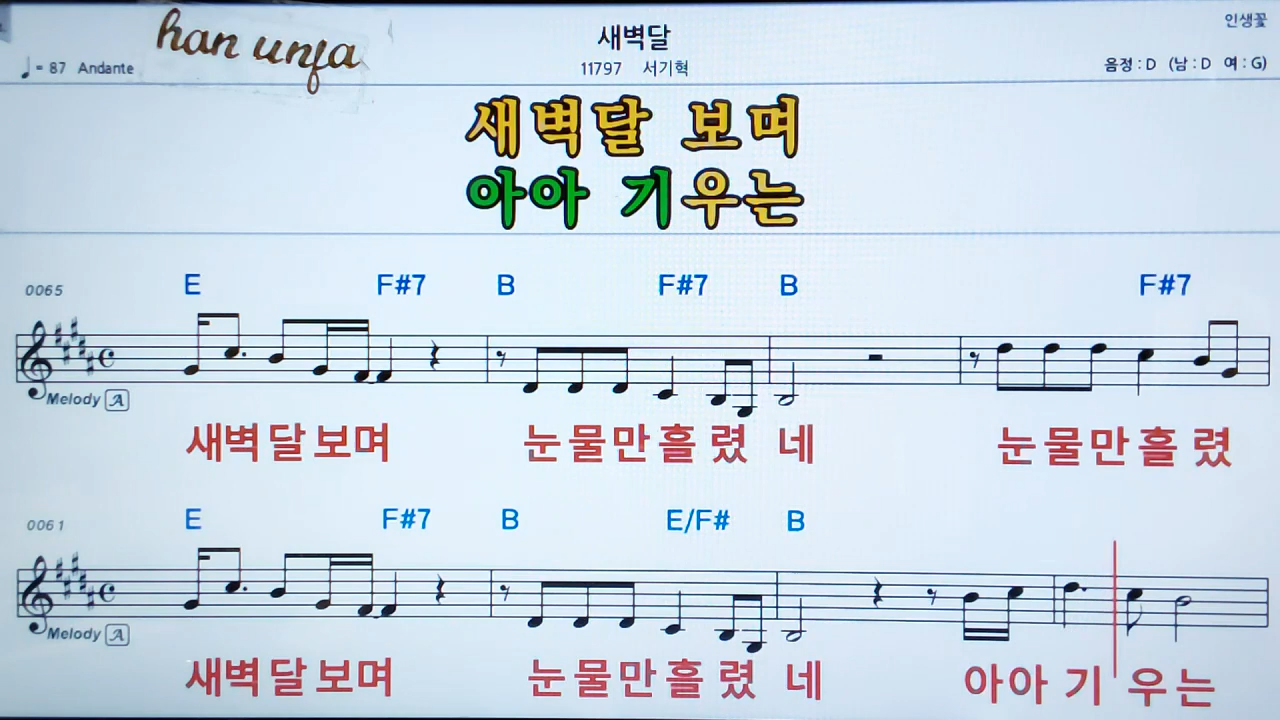 han unja
새벽달
인생꽃
♩= 87 Andante
11797 서기혁
음정 : D (남 : D 여 : G)
새벽달 보며
아아 기우는
0065 E F#7 B F#7 B F#7
Melody A
새벽달보며 눈물만흘렸네 눈물만흘렸
0061 E F#7 B E/F# B
Melody A
새벽달보며 눈물만흘렸네 아아기우는